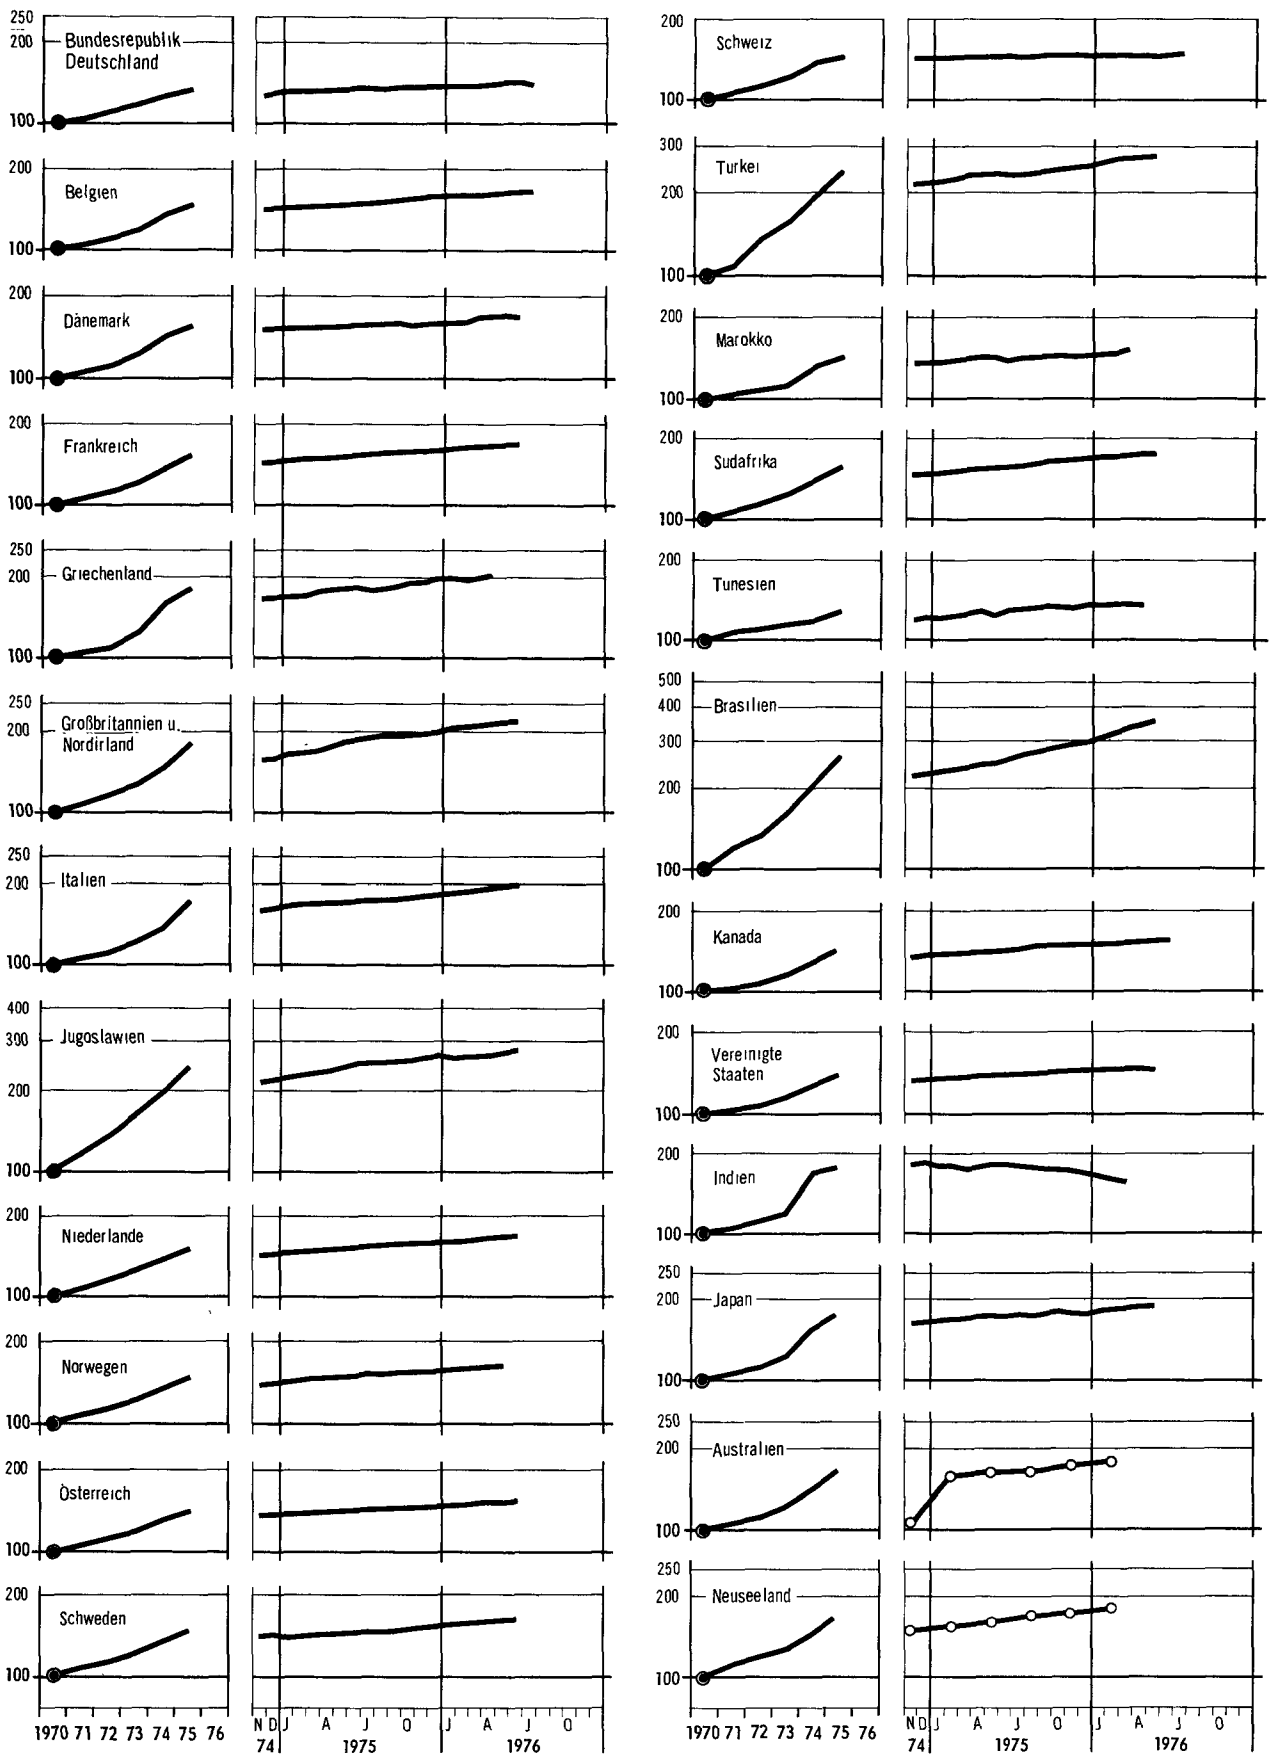 250
200
Bundesrepublik
Deutschland
100
200
Belgien
100
200
Dänemark
100
200
Frankreich
100
250
200
Griechenland
100
250
200
Großbritannien u.
Nordirland
100
250
200
Italien
100
400
300
Jugoslawien
200
100
200
Niederlande
100
200
Norwegen
100
200
Österreich
100
200
Schweden
100
1970 71 72 73 74 75 76
N D J A J O J A J O
74 1975 1976
200
Schweiz
100
300
Turkei
200
100
200
Marokko
100
200
Sudafrika
100
200
Tunesien
100
500
400
Brasilien
300
200
100
200
Kanada
100
200
Vereinigte
Staaten
100
200
Indien
100
250
200
Japan
100
250
200
Australien
100
250
200
Neuseeland
100
1970 71 72 73 74 75 76
N D J A J O J A J O
74 1975 1976